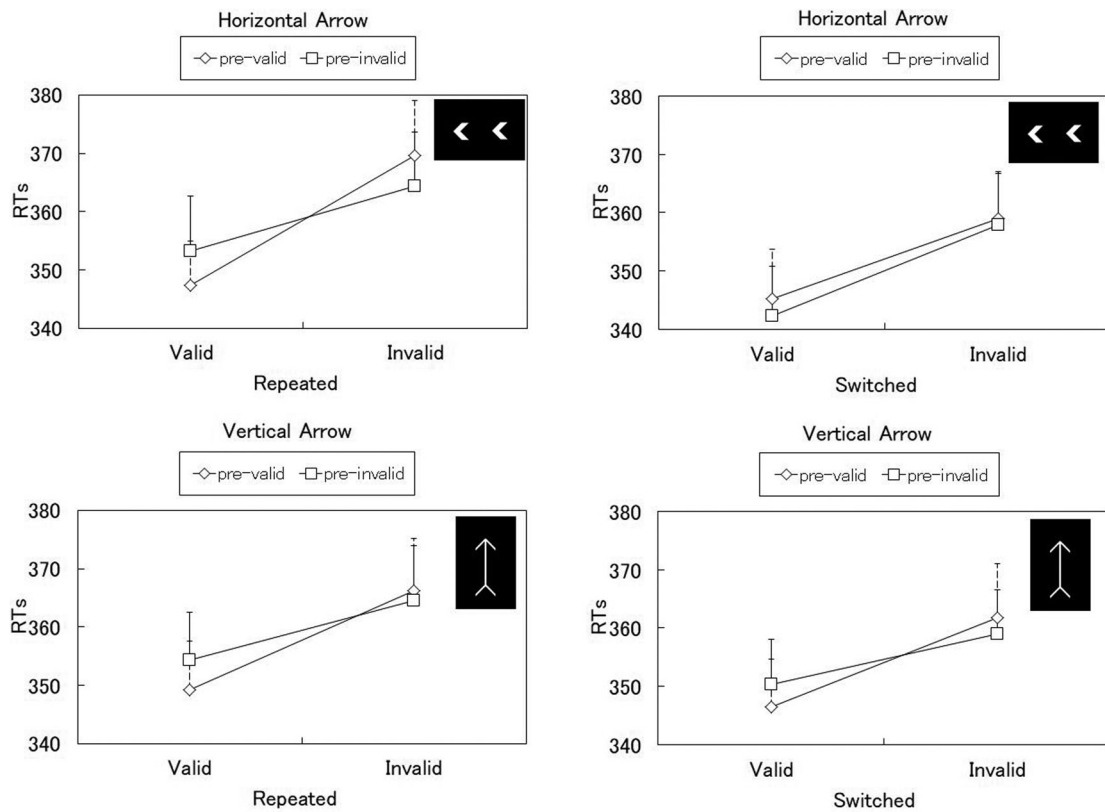 Horizontal Arrow
pre-valid pre-invalid
380
370
360
350
340
RTs
Valid Invalid
Repeated
Horizontal Arrow
pre-valid pre-invalid
380
370
360
350
340
RTs
Valid Invalid
Switched
Vertical Arrow
pre-valid pre-invalid
380
370
360
350
340
RTs
Valid Invalid
Repeated
Vertical Arrow
pre-valid pre-invalid
380
370
360
350
340
RTs
Valid Invalid
Switched